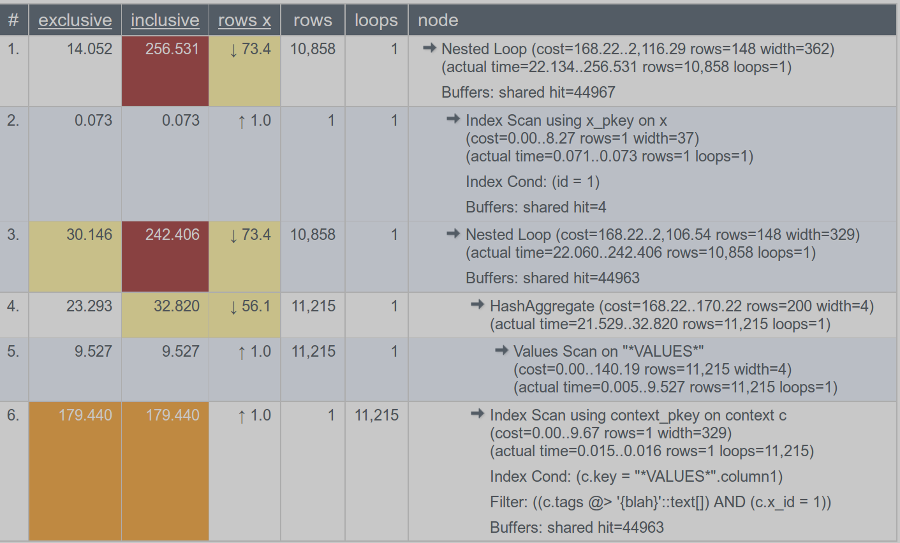 # exclusive inclusive rows x rows loops node
1. 14.052 256.531 ↓ 73.4 10,858 1 → Nested Loop (cost=168.22..2,116.29 rows=148 width=362)
(actual time=22.134..256.531 rows=10,858 loops=1)
Buffers: shared hit=44967
2. 0.073 0.073 ↑ 1.0 1 1 → Index Scan using x_pkey on x
(cost=0.00..8.27 rows=1 width=37)
(actual time=0.071..0.073 rows=1 loops=1)
Index Cond: (id = 1)
Buffers: shared hit=4
3. 30.146 242.406 ↓ 73.4 10,858 1 → Nested Loop (cost=168.22..2,106.54 rows=148 width=329)
(actual time=22.060..242.406 rows=10,858 loops=1)
Buffers: shared hit=44963
4. 23.293 32.820 ↓ 56.1 11,215 1 → HashAggregate (cost=168.22..170.22 rows=200 width=4)
(actual time=21.529..32.820 rows=11,215 loops=1)
5. 9.527 9.527 ↑ 1.0 11,215 1 → Values Scan on "*VALUES*"
(cost=0.00..140.19 rows=11,215 width=4)
(actual time=0.005..9.527 rows=11,215 loops=1)
6. 179.440 179.440 ↑ 1.0 1 11,215 → Index Scan using context_pkey on context c
(cost=0.00..9.67 rows=1 width=329)
(actual time=0.015..0.016 rows=1 loops=11,215)
Index Cond: (c.key = "*VALUES*".column1)
Filter: ((c.tags @> '{blah}'::text[]) AND (c.x_id = 1))
Buffers: shared hit=44963